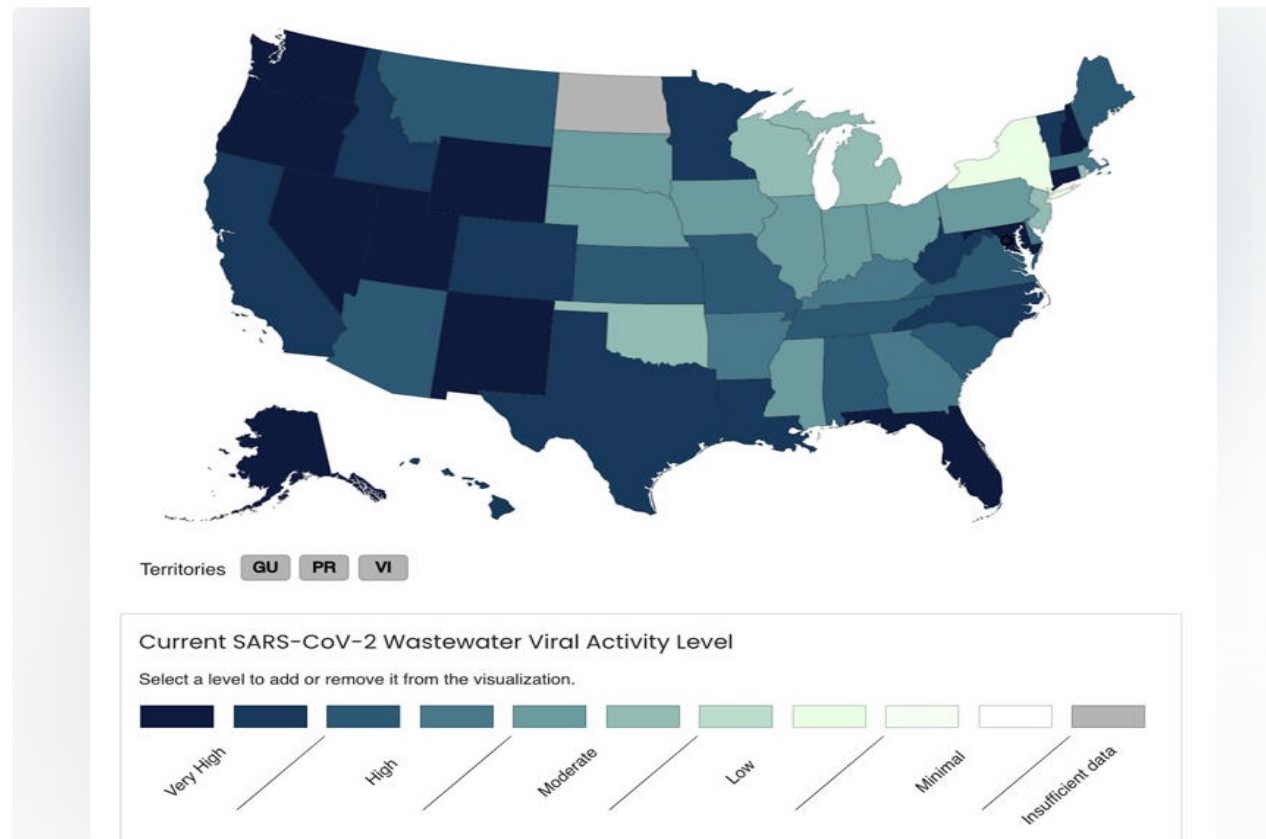 Territories GU PR VI
Current SARS-CoV-2 Wastewater Viral Activity Level
Select a level to add or remove it from the visualization.
Very High High Moderate Low Minimal Insufficient data